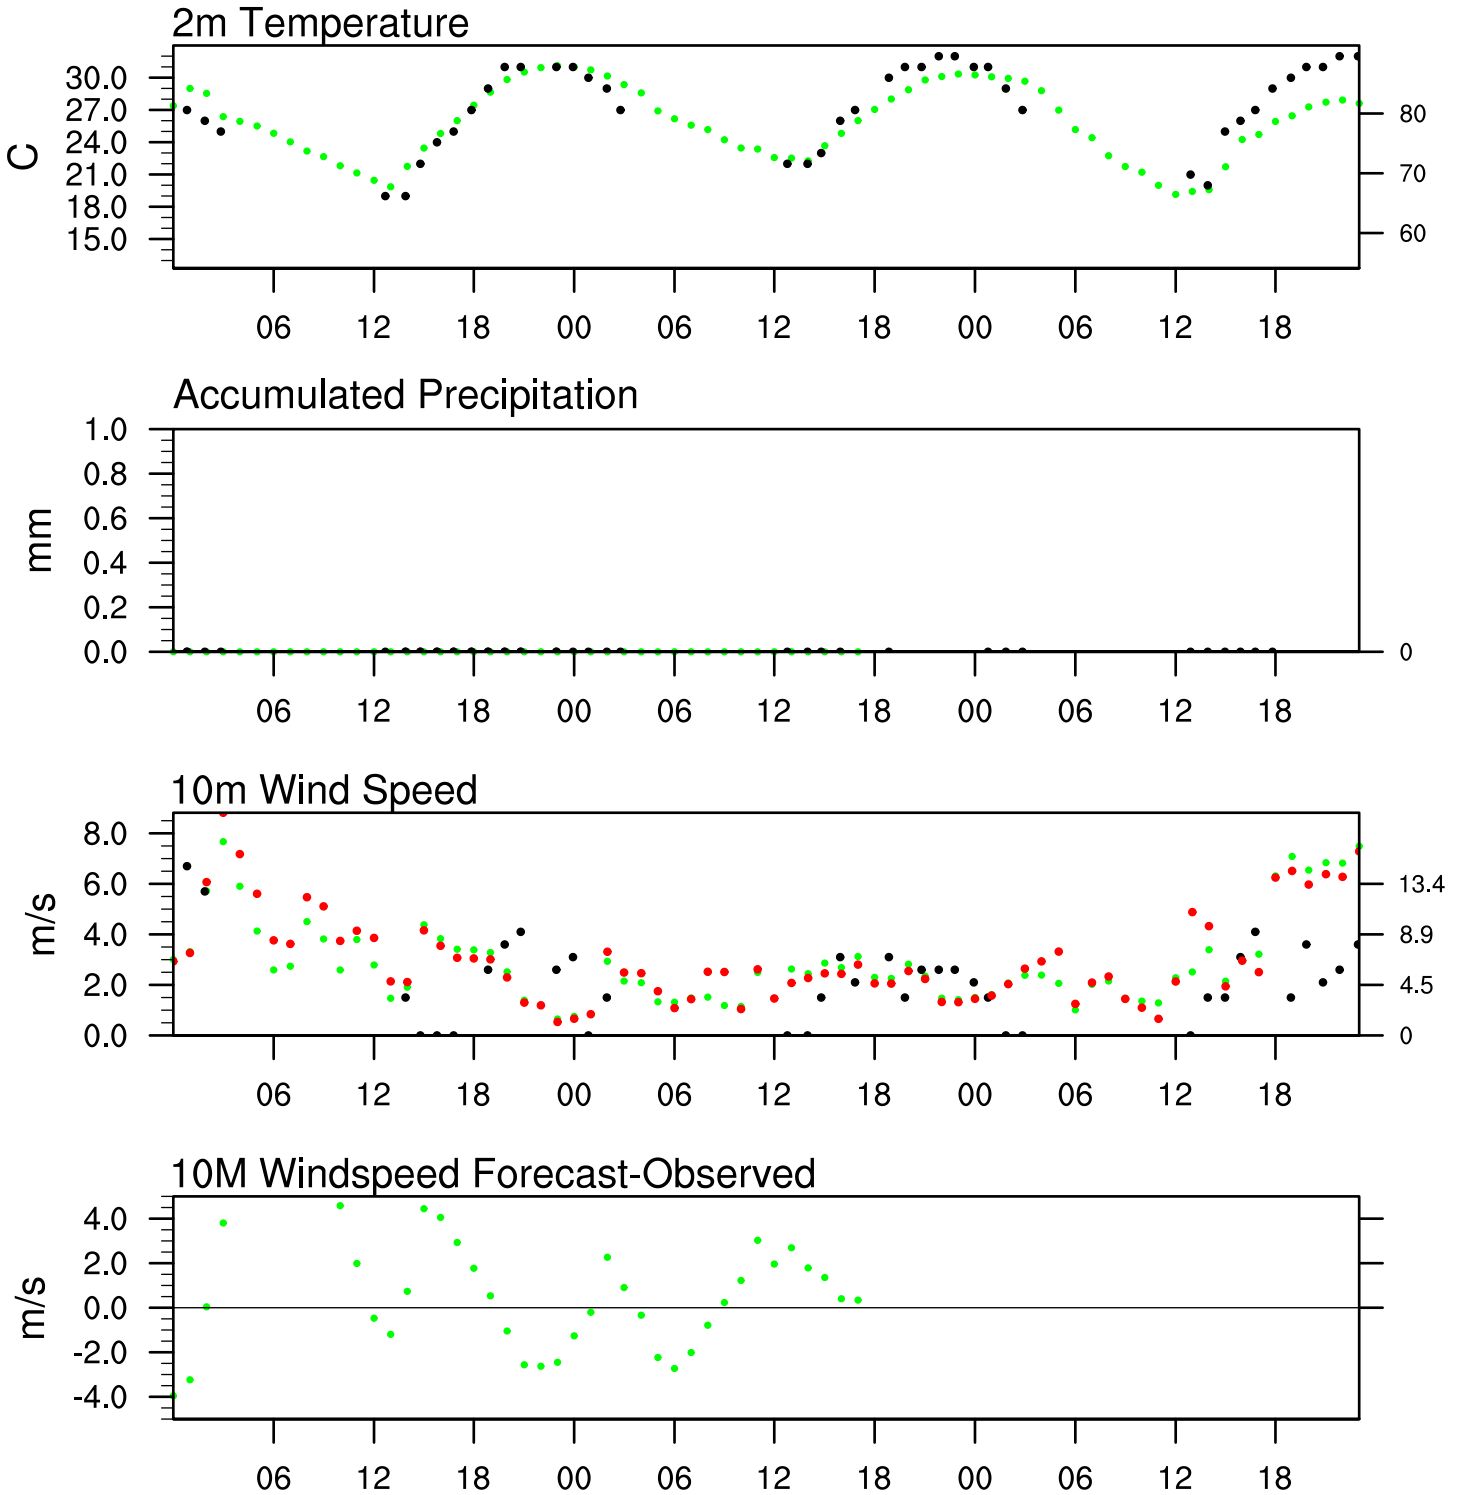 2m Temperature
30.0
27.0
24.0
21.0
18.0
15.0
C
80
70
60
06 12 18 00 06 12 18 00 06 12 18
Accumulated Precipitation
1.0
0.8
0.6
0.4
0.2
0.0
mm
0
06 12 18 00 06 12 18 00 06 12 18
10m Wind Speed
8.0
6.0
4.0
2.0
0.0
m/s
13.4
8.9
4.5
0
06 12 18 00 06 12 18 00 06 12 18
10M Windspeed Forecast-Observed
4.0
2.0
0.0
-2.0
-4.0
m/s
06 12 18 00 06 12 18 00 06 12 18